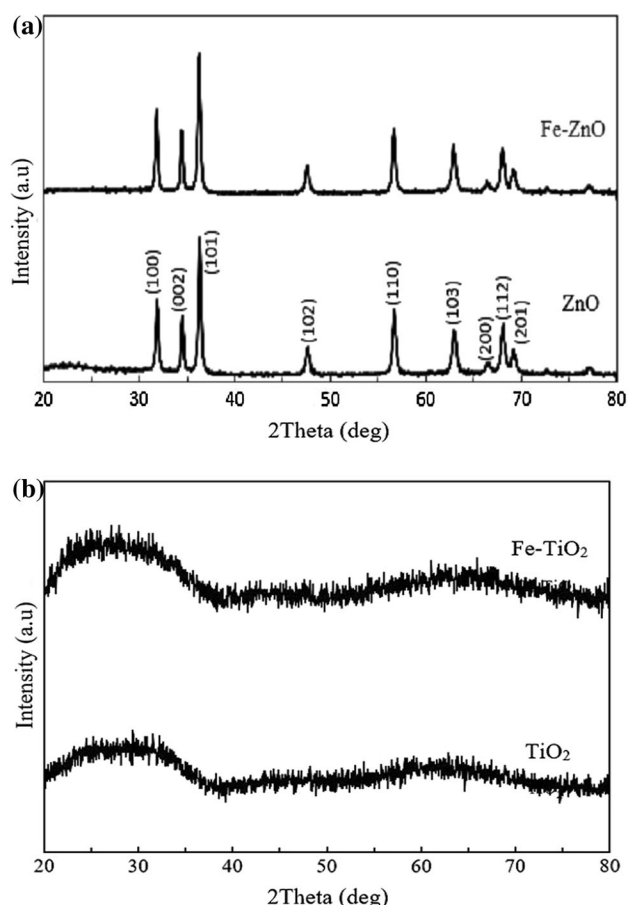 (a)
Fe-ZnO
Intensity (a.u)
(100)
(002)
(101)
(102)
(110)
(103)
(200)
(112)
(201)
ZnO
20 30 40 50 60 70 80
2Theta (deg)
(b)
Fe-TiO₂
Intensity (a.u)
TiO₂
20 30 40 50 60 70 80
2Theta (deg)